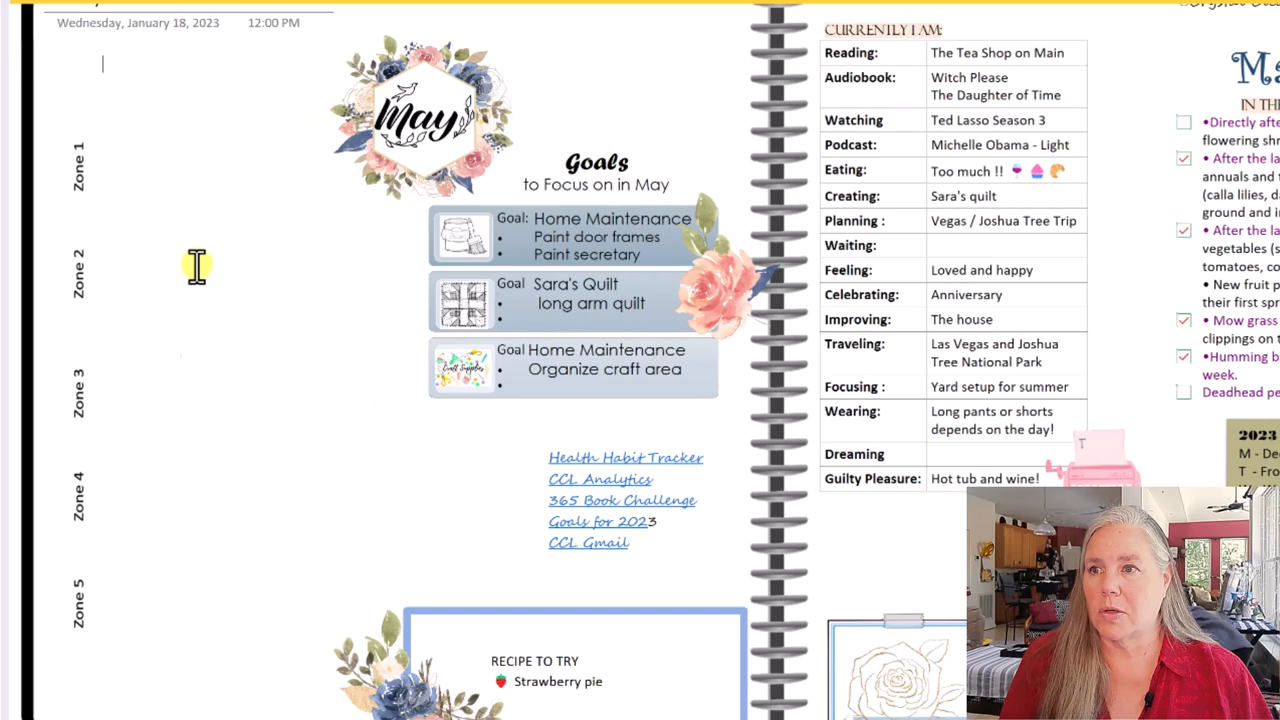 Wednesday, January 18, 2023 12:00 PM
May
Zone 1
Zone 2
Zone 3
Zone 4
Zone 5
Goals
to Focus on in May
Goal: Home Maintenance
• Paint door frames
• Paint secretary
Goal Sara's Quilt
long arm quilt
•
Craft Supplies
Goal Home Maintenance
Organize craft area
•
Health Habit Tracker
CCL Analytics
365 Book Challenge
Goals for 2023
CCL Gmail
RECIPE TO TRY
🍓 Strawberry pie
CURRENTLY I AM:
Reading: The Tea Shop on Main
Audiobook: Witch Please
The Daughter of Time
Watching Ted Lasso Season 3
Podcast: Michelle Obama - Light
Eating: Too much !! 🍷 🧁 🥐
Creating: Sara's quilt
Planning : Vegas / Joshua Tree Trip
Waiting:
Feeling: Loved and happy
Celebrating: Anniversary
Improving: The house
Traveling: Las Vegas and Joshua
Tree National Park
Focusing : Yard setup for summer
Wearing: Long pants or shorts
depends on the day!
Dreaming
Guilty Pleasure: Hot tub and wine!
T
IN THE
•Directly afte
flowering shr
• After the la
annuals and t
(calla lilies, da
ground and i
• After the la
vegetables (s
tomatoes, co
• New fruit p
their first spr
• Mow grass
clippings on t
•Humming b
week.
Deadhead pe
2023
M - De
T - Fro